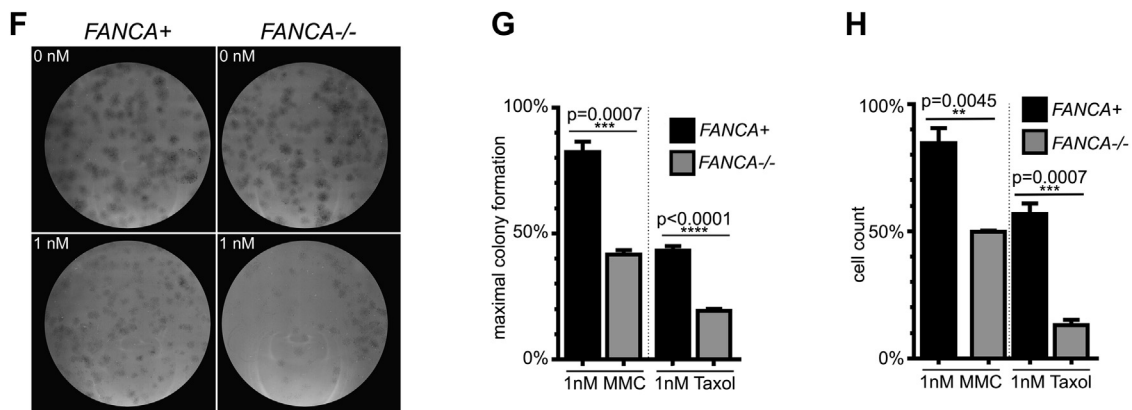 F
FANCA+ FANCA-/-
0 nM 0 nM
1 nM 1 nM
G
maximal colony formation
100%
50%
0%
p=0.0007
***
FANCA+
FANCA-/-
p<0.0001
****
1nM MMC 1nM Taxol
H
cell count
100%
50%
0%
p=0.0045
**
FANCA+
FANCA-/-
p=0.0007
***
1nM MMC 1nM Taxol